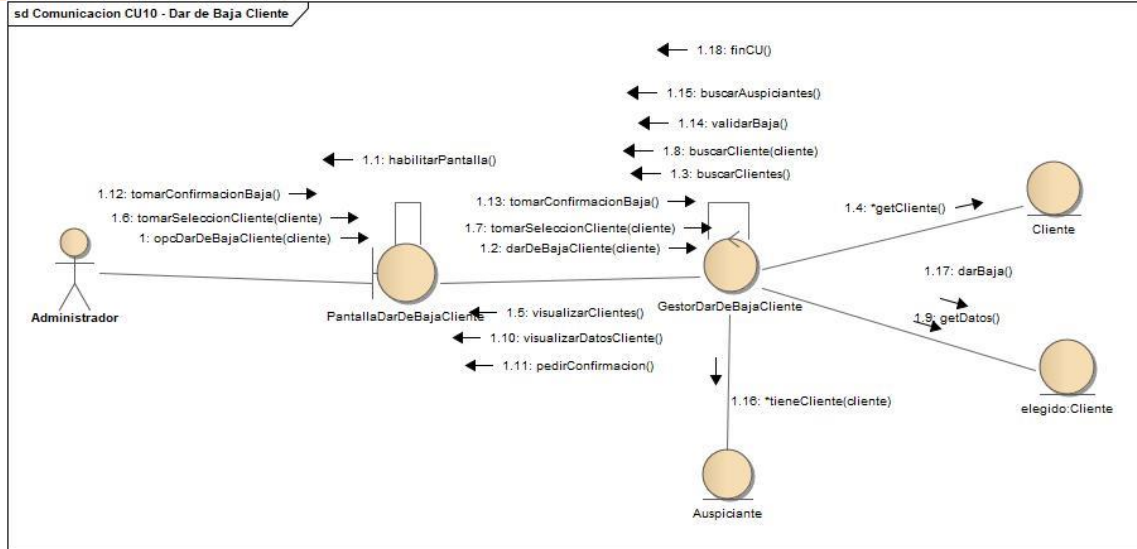 sd Comunicacion CU10 - Dar de Baja Cliente
1.18: finCU()
1.15: buscarAuspiciantes()
1.14: validarBaja()
1.8: buscarCliente(cliente)
1.3: buscarClientes()
1.1: habilitarPantalla()
1.12: tomarConfirmacionBaja()
1.6: tomarSeleccionCliente(cliente)
1: opcDarDeBajaCliente(cliente)
1.13: tomarConfirmacionBaja()
1.7: tomarSeleccionCliente(cliente)
1.2: darDeBajaCliente(cliente)
1.4: *getCliente()
Cliente
1.17: darBaja()
1.9: getDatos()
Administrador
PantallaDarDeBajaCliente
GestorDarDeBajaCliente
1.5: visualizarClientes()
1.10: visualizarDatosCliente()
1.11: pedirConfirmacion()
1.16: *tieneCliente(cliente)
elegido:Cliente
Auspiciante